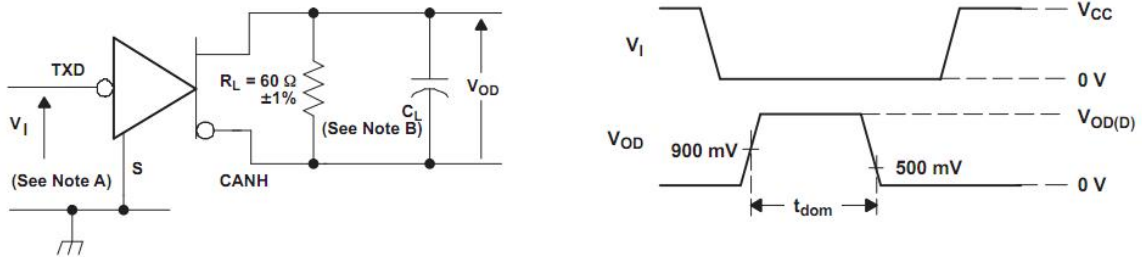 TXD
V_I
(See Note A)
S
R_L = 60 Ω
±1%
C_L
(See Note B)
V_OD
CANH
V_I
V_CC
0 V
V_OD
900 mV
V_OD(D)
500 mV
0 V
t_dom